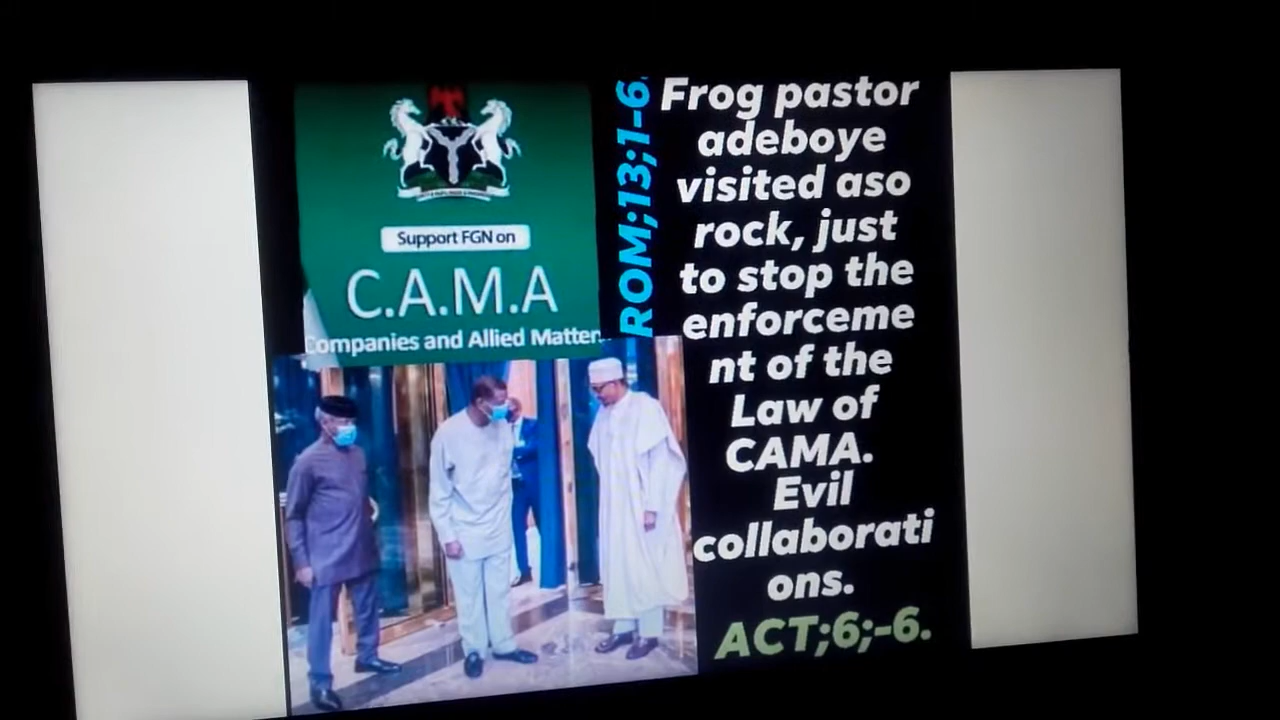 Support FGN on
C.A.M.A
Companies and Allied Matter
ROM;13;1-6
Frog pastor
adeboye
visited aso
rock, just
to stop the
enforceme
nt of the
Law of
CAMA.
Evil
collaborati
ons.
ACT;6;-6.